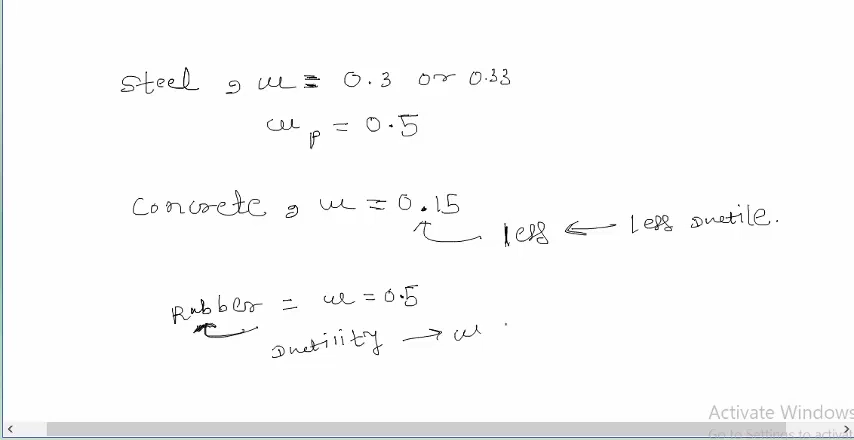 Steel, μ = 0.3 or 0.33
μp = 0.5
Concrete, μ = 0.15
less ← Less Ductile.
Rubber = μ = 0.5
Ductility → μ
Activate Windows